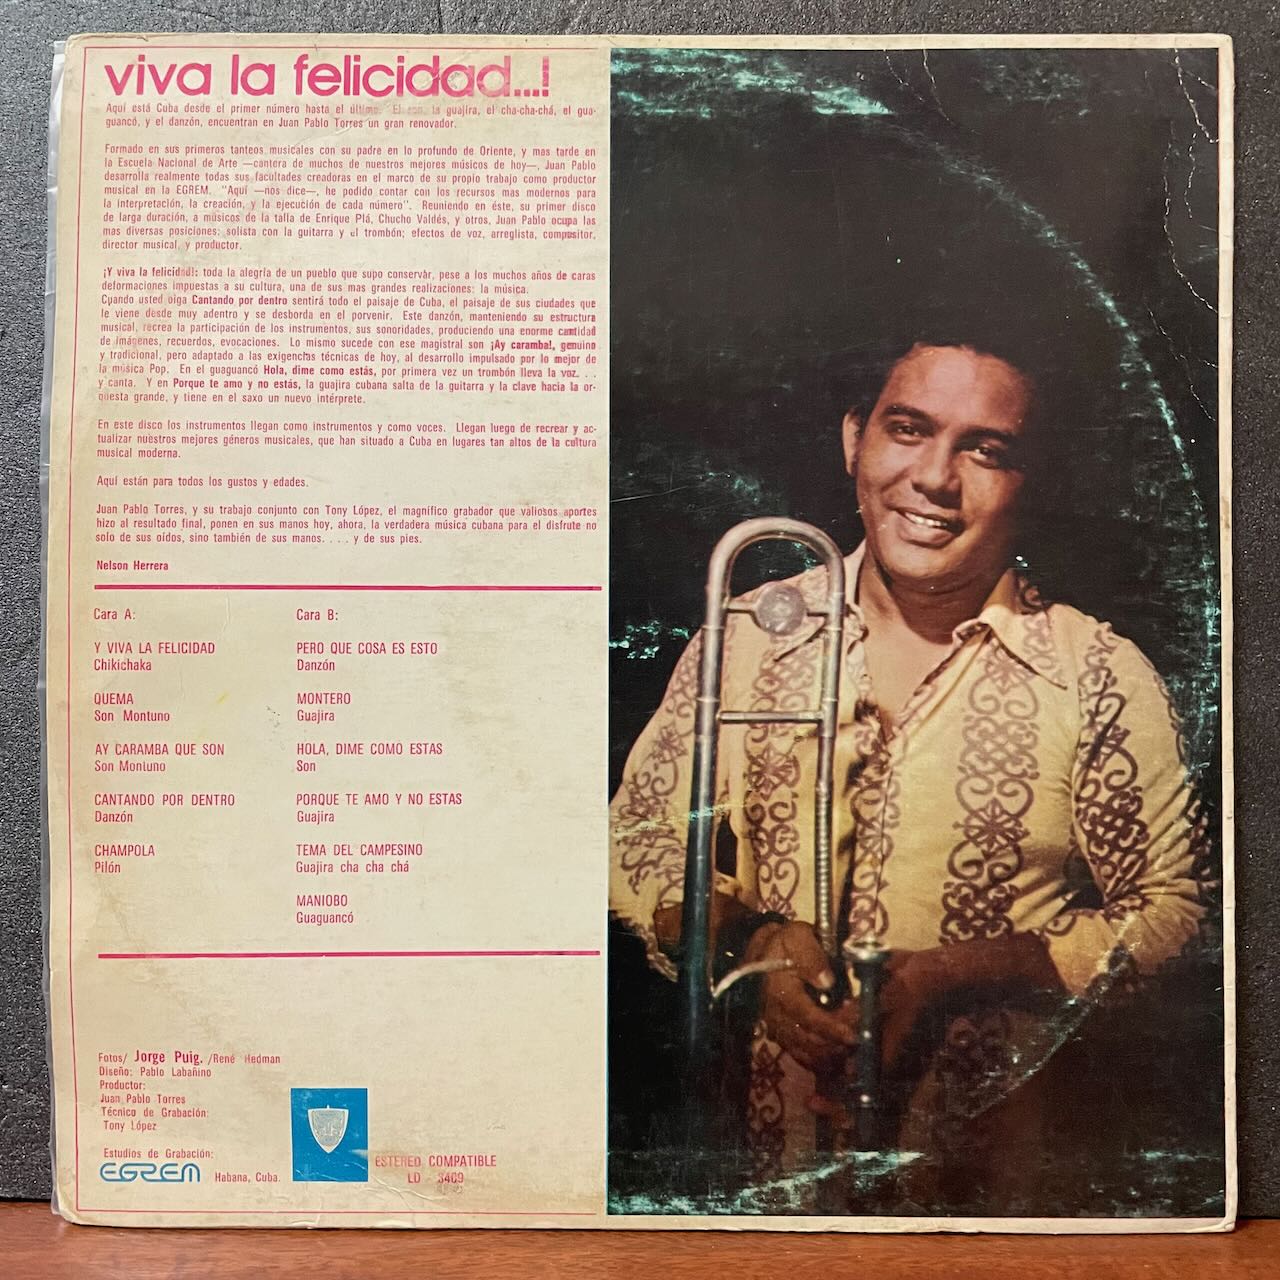 viva la felicidad...!
Aquí está Cuba desde el primer número hasta el último. El son, la guajira, el cha-cha-chá, el gua-
guancó, y el danzón, encuentran en Juan Pablo Torres un gran renovador.
Formado en sus primeros tanteos musicales con su padre en lo profundo de Oriente, y mas tarde en
la Escuela Nacional de Arte —cantera de muchos de nuestros mejores músicos de hoy—, Juan Pablo
desarrolla realmente todas sus facultades creadoras en el marco de su propio trabajo como productor
musical en la EGREM. "Aquí —nos dice—, he podido contar con los recursos mas modernos para
la interpretación, la creación, y la ejecución de cada número". Reuniendo en éste, su primer disco
de larga duración, a músicos de la talla de Enrique Plá, Chucho Valdés, y otros, Juan Pablo ocupa las
mas diversas posiciones: solista con la guitarra y el trombón; efectos de voz, arreglista, compositor,
director musical, y productor.
¡Y viva la felicidad!: toda la alegría de un pueblo que supo conservar, pese a los muchos años de caras
deformaciones impuestas a su cultura, una de sus mas grandes realizaciones: la música.
Cuando usted oiga Cantando por dentro sentirá todo el paisaje de Cuba, el paisaje de sus ciudades que
le viene desde muy adentro y se desborda en el porvenir. Este danzón, manteniendo su estructura
musical, recrea la participación de los instrumentos, sus sonoridades, produciendo una enorme cantidad
de imágenes, recuerdos, evocaciones. Lo mismo sucede con ese magistral son ¡Ay caramba!, genuino
y tradicional, pero adaptado a las exigencias técnicas de hoy, al desarrollo impulsado por lo mejor de
la música Pop. En el guaguancó Hola, dime como estás, por primera vez un trombón lleva la voz. . .
y canta. Y en Porque te amo y no estás, la guajira cubana salta de la guitarra y la clave hacia la or-
questa grande, y tiene en el saxo un nuevo intérprete.
En este disco los instrumentos llegan como instrumentos y como voces. Llegan luego de recrear y ac-
tualizar nuestros mejores géneros musicales, que han situado a Cuba en lugares tan altos de la cultura
musical moderna.
Aquí están para todos los gustos y edades.
Juan Pablo Torres, y su trabajo conjunto con Tony López, el magnífico grabador que valiosos aportes
hizo al resultado final, ponen en sus manos hoy, ahora, la verdadera música cubana para el disfrute no
solo de sus oídos, sino también de sus manos. . . . y de sus pies.
Nelson Herrera
Cara A:
Y VIVA LA FELICIDAD
Chikichaka
QUEMA
Son Montuno
AY CARAMBA QUE SON
Son Montuno
CANTANDO POR DENTRO
Danzón
CHAMPOLA
Pilón
Cara B:
PERO QUE COSA ES ESTO
Danzón
MONTERO
Guajira
HOLA, DIME COMO ESTAS
Son
PORQUE TE AMO Y NO ESTAS
Guajira
TEMA DEL CAMPESINO
Guajira cha cha chá
MANIOBO
Guaguancó
Fotos/ Jorge Puig. /René Hedman
Diseño: Pablo Labañino
Productor:
Juan Pablo Torres
Técnico de Grabación:
Tony López
Estudios de Grabación:
EGREM Habana, Cuba.
ESTEREO COMPATIBLE
LD 3469